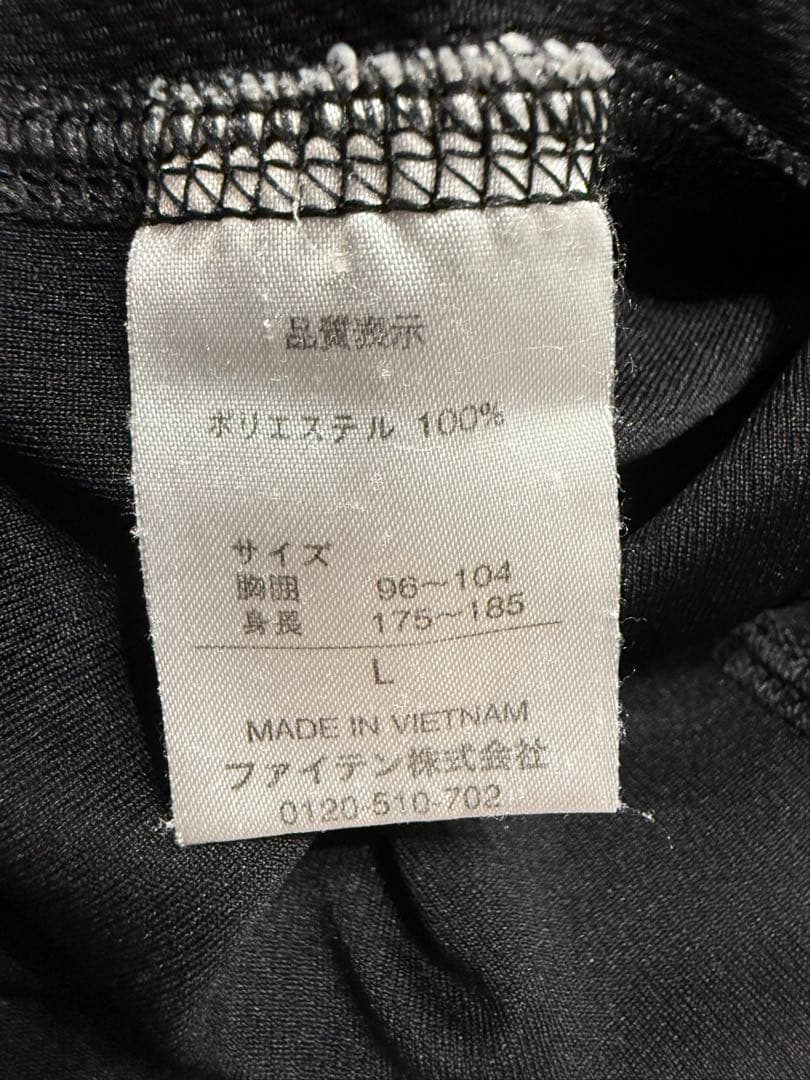 品質表示
ポリエステル 100%
サイズ
胸囲 96～104
身長 175～185
L
MADE IN VIETNAM
ファイテン株式会社
0120-510-702